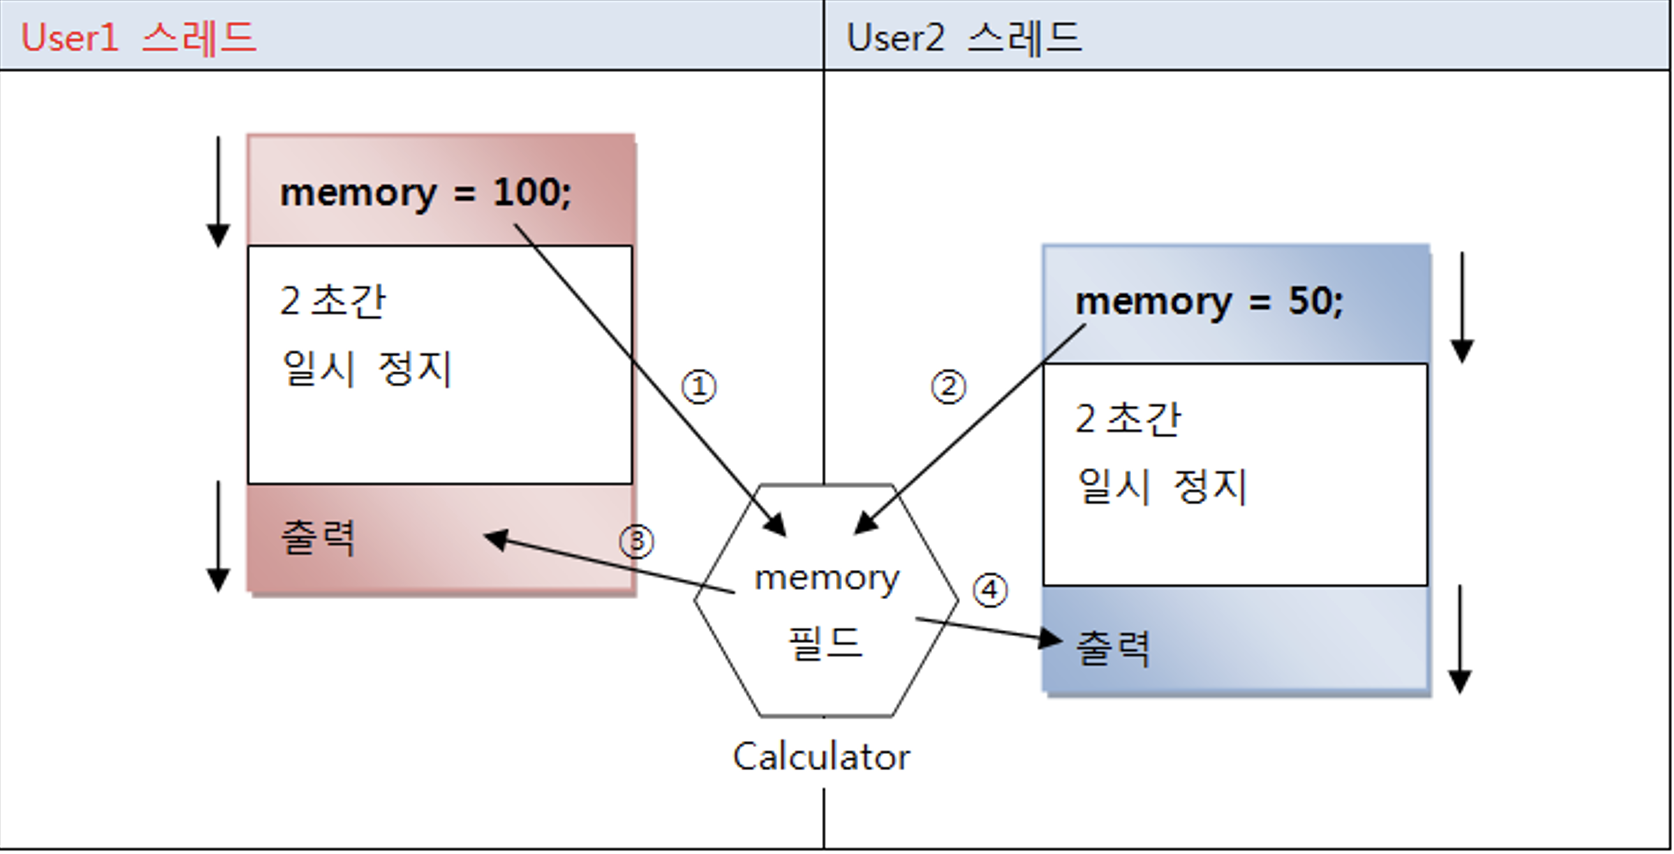 User1 스레드
User2 스레드
memory = 100;
2 초간
일시 정지
출력
memory = 50;
2 초간
일시 정지
출력
①
②
③
④
memory
필드
Calculator